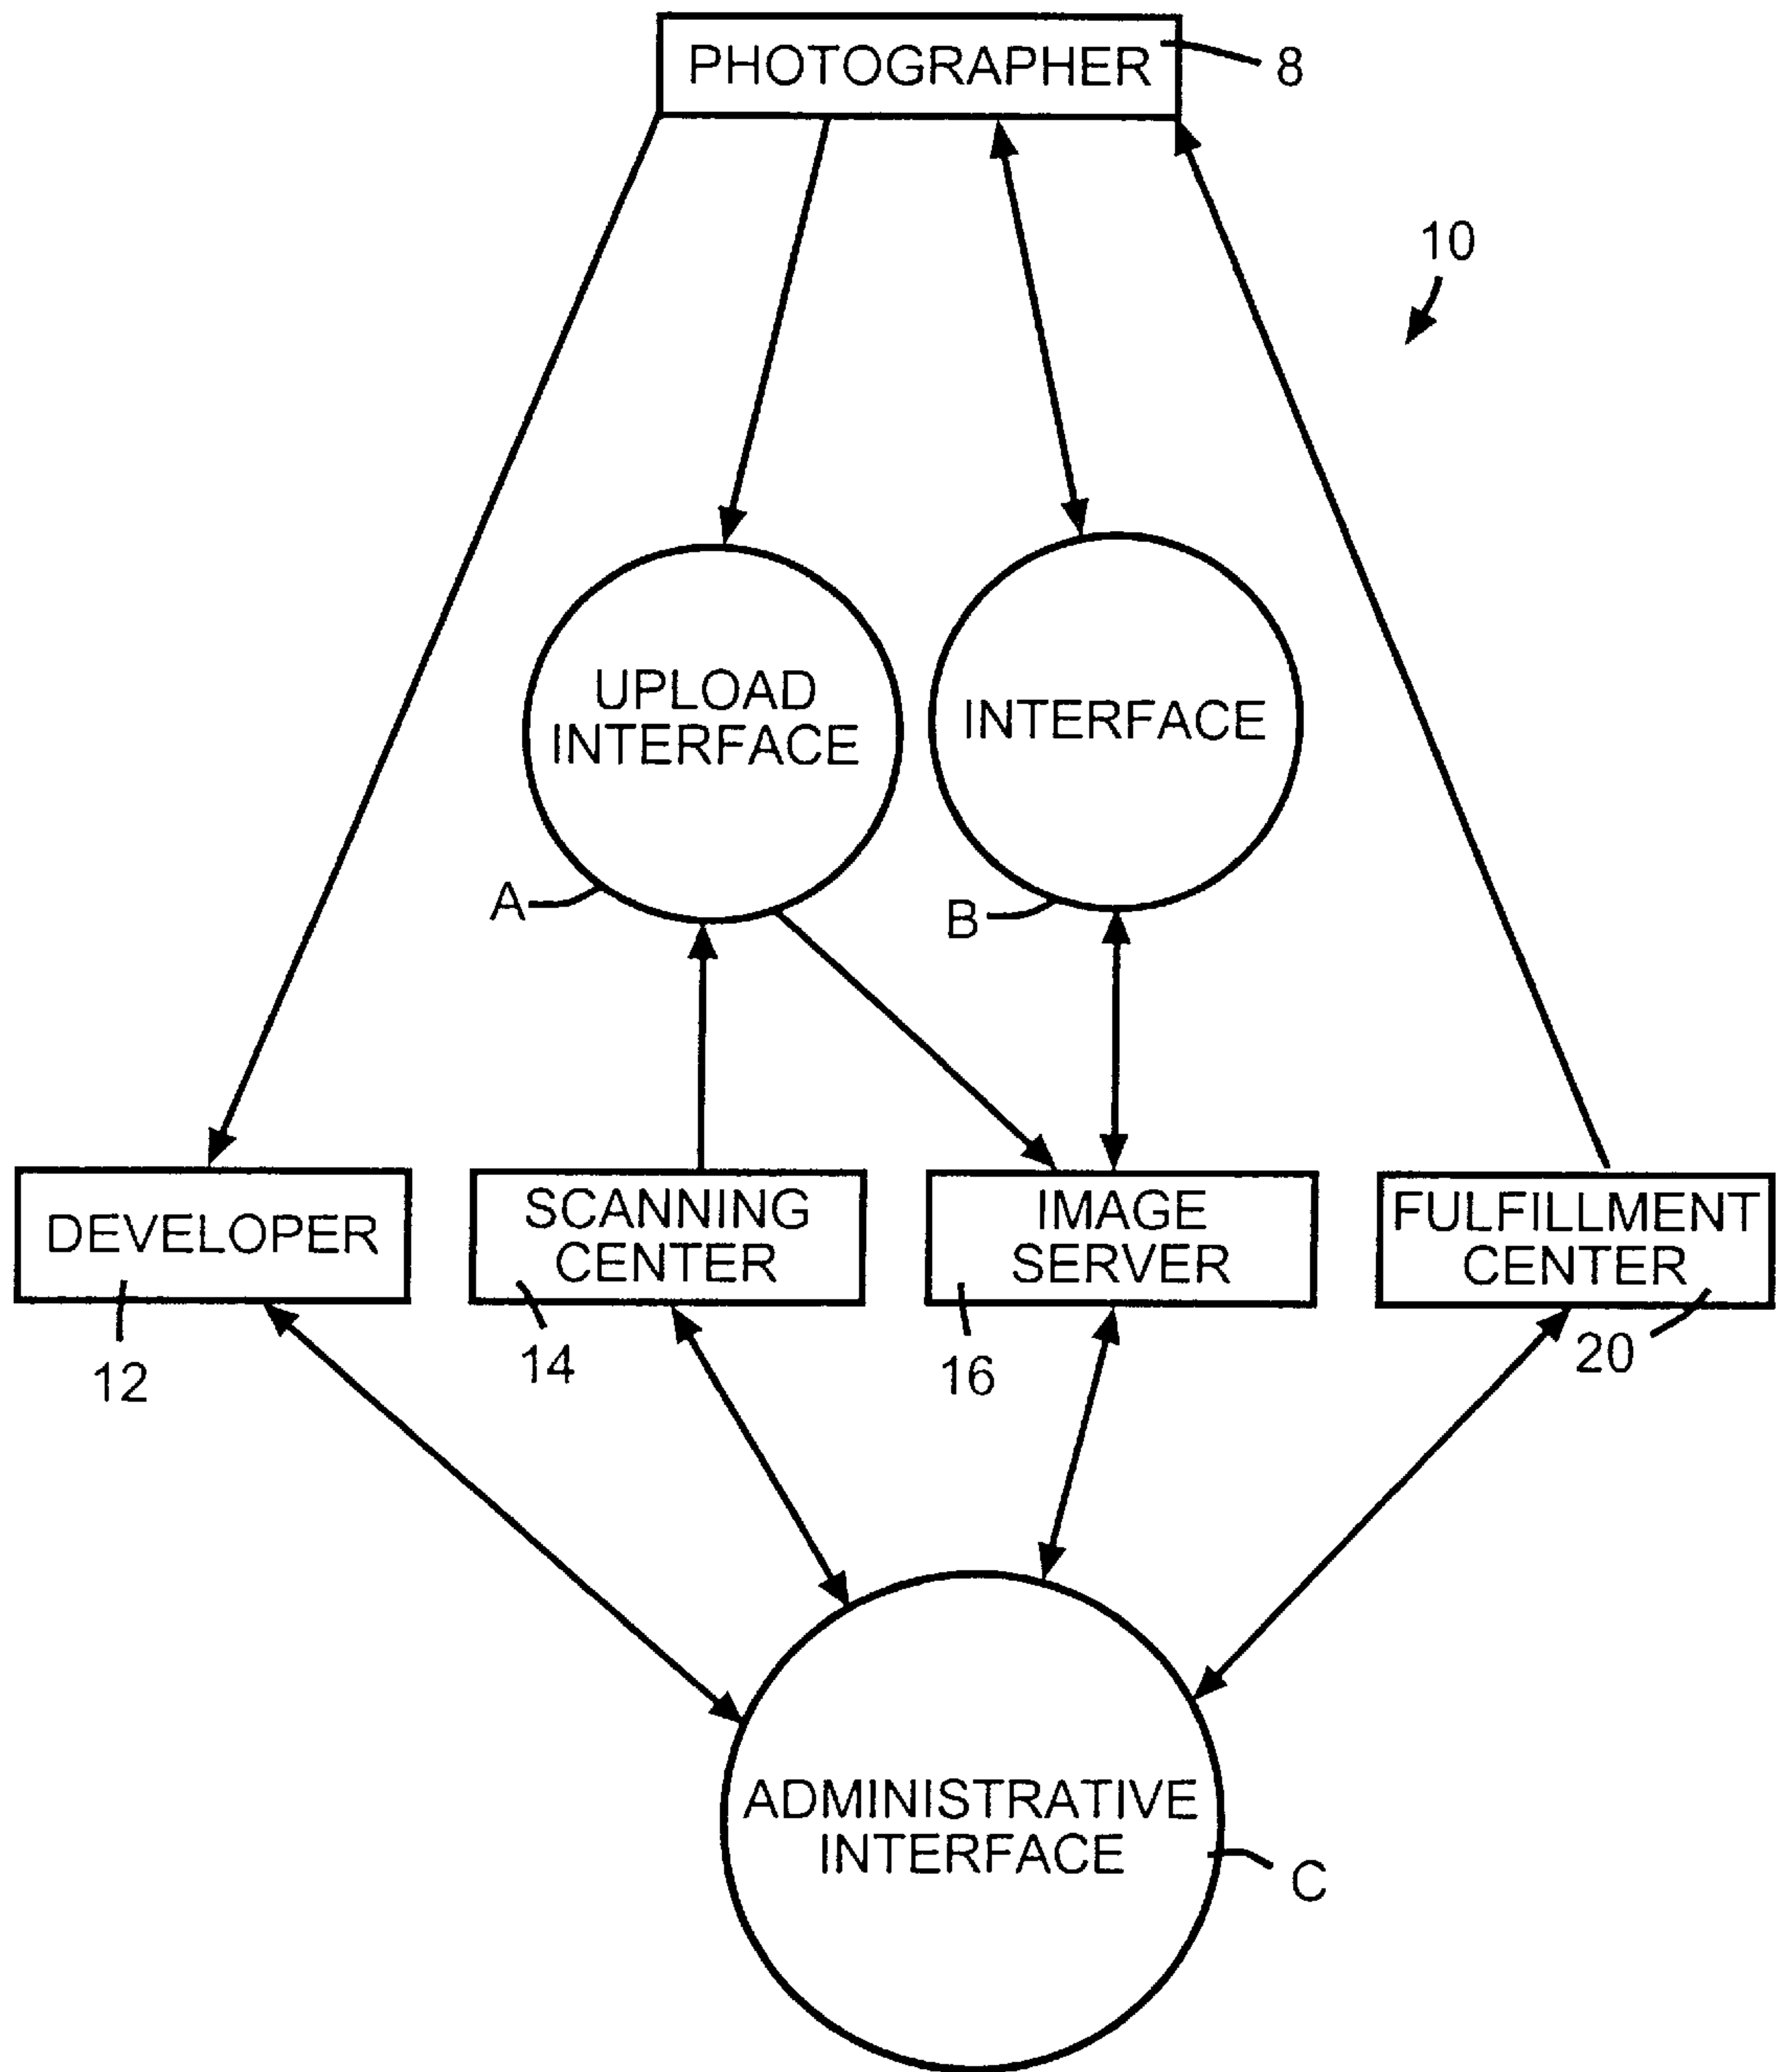 PHOTOGRAPHER
8
10
UPLOAD
INTERFACE
INTERFACE
A
B
DEVELOPER
SCANNING
CENTER
IMAGE
SERVER
FULFILLMENT
CENTER
12
14
16
20
ADMINISTRATIVE
INTERFACE
C